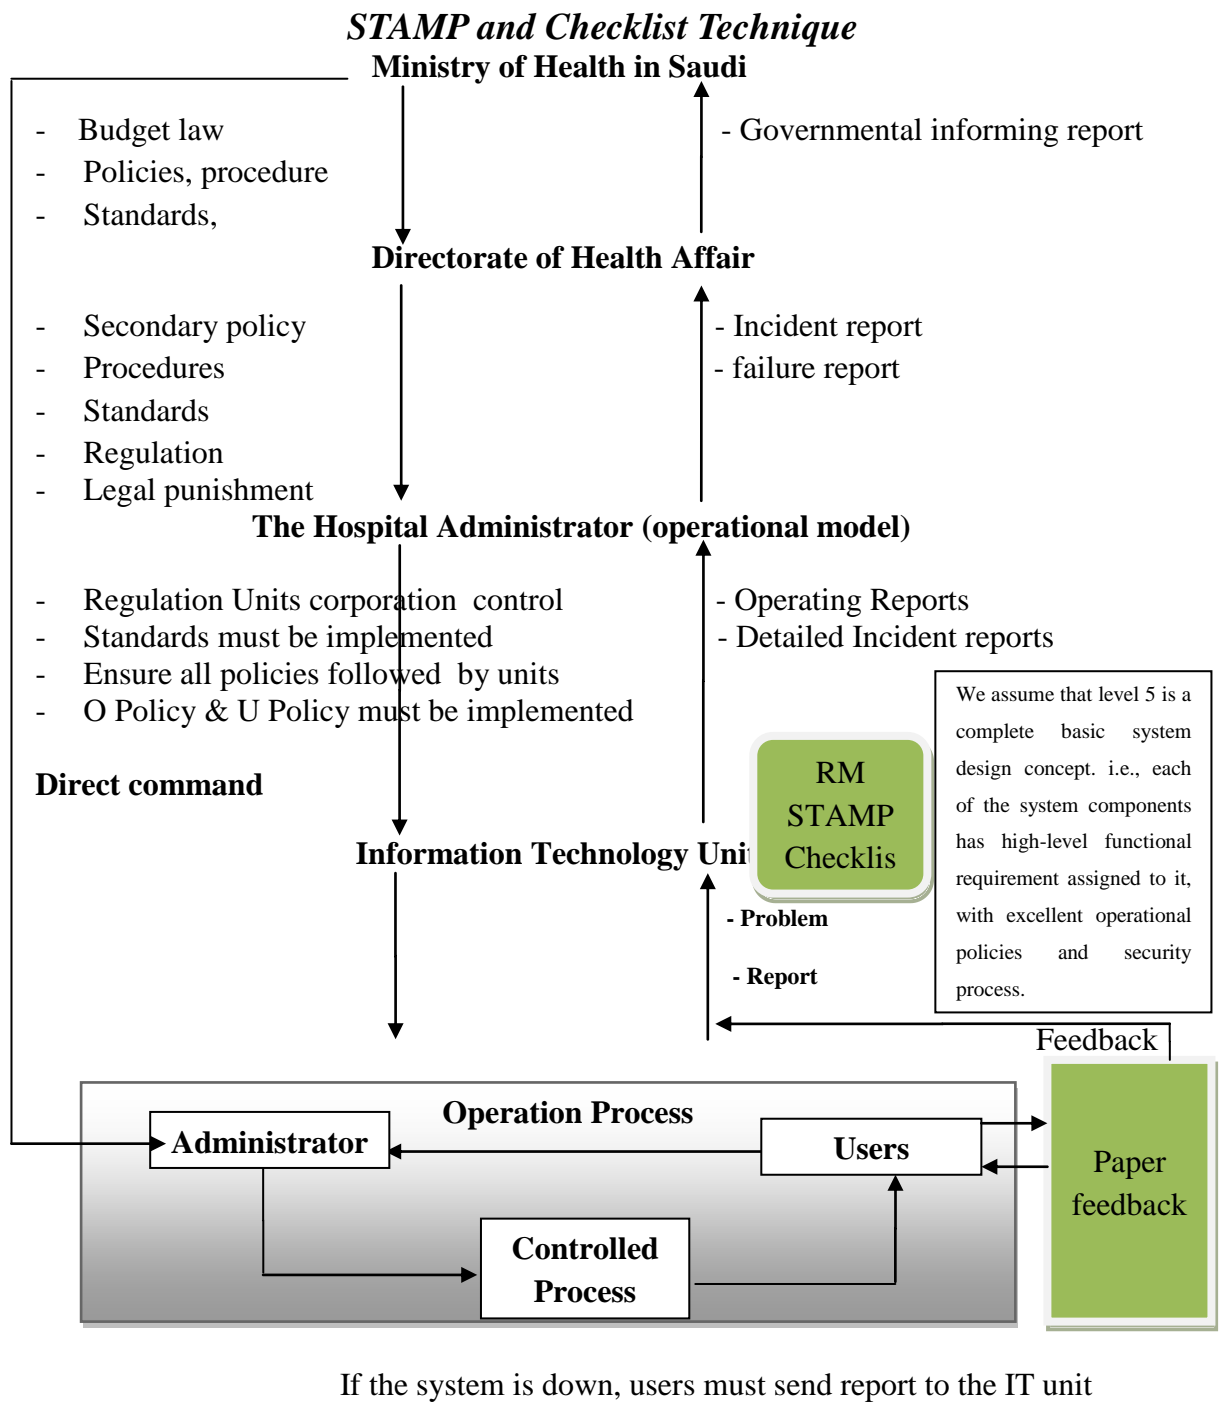 STAMP and Checklist Technique
Ministry of Health in Saudi
- Budget law
- Policies, procedure
- Standards,
- Governmental informing report
Directorate of Health Affair
- Secondary policy
- Procedures
- Standards
- Regulation
- Legal punishment
- Incident report
- failure report
The Hospital Administrator (operational model)
- Regulation Units corporation control
- Standards must be implemented
- Ensure all policies followed by units
- O Policy & U Policy must be implemented
- Operating Reports
- Detailed Incident reports
We assume that level 5 is a
complete basic system
design concept. i.e., each
of the system components
has high-level functional
requirement assigned to it,
with excellent operational
policies and security
process.
Direct command
RM
STAMP
Checklis
Information Technology Unit
- Problem
- Report
Feedback
Operation Process
Administrator
Users
Controlled
Process
Paper
feedback
If the system is down, users must send report to the IT unit